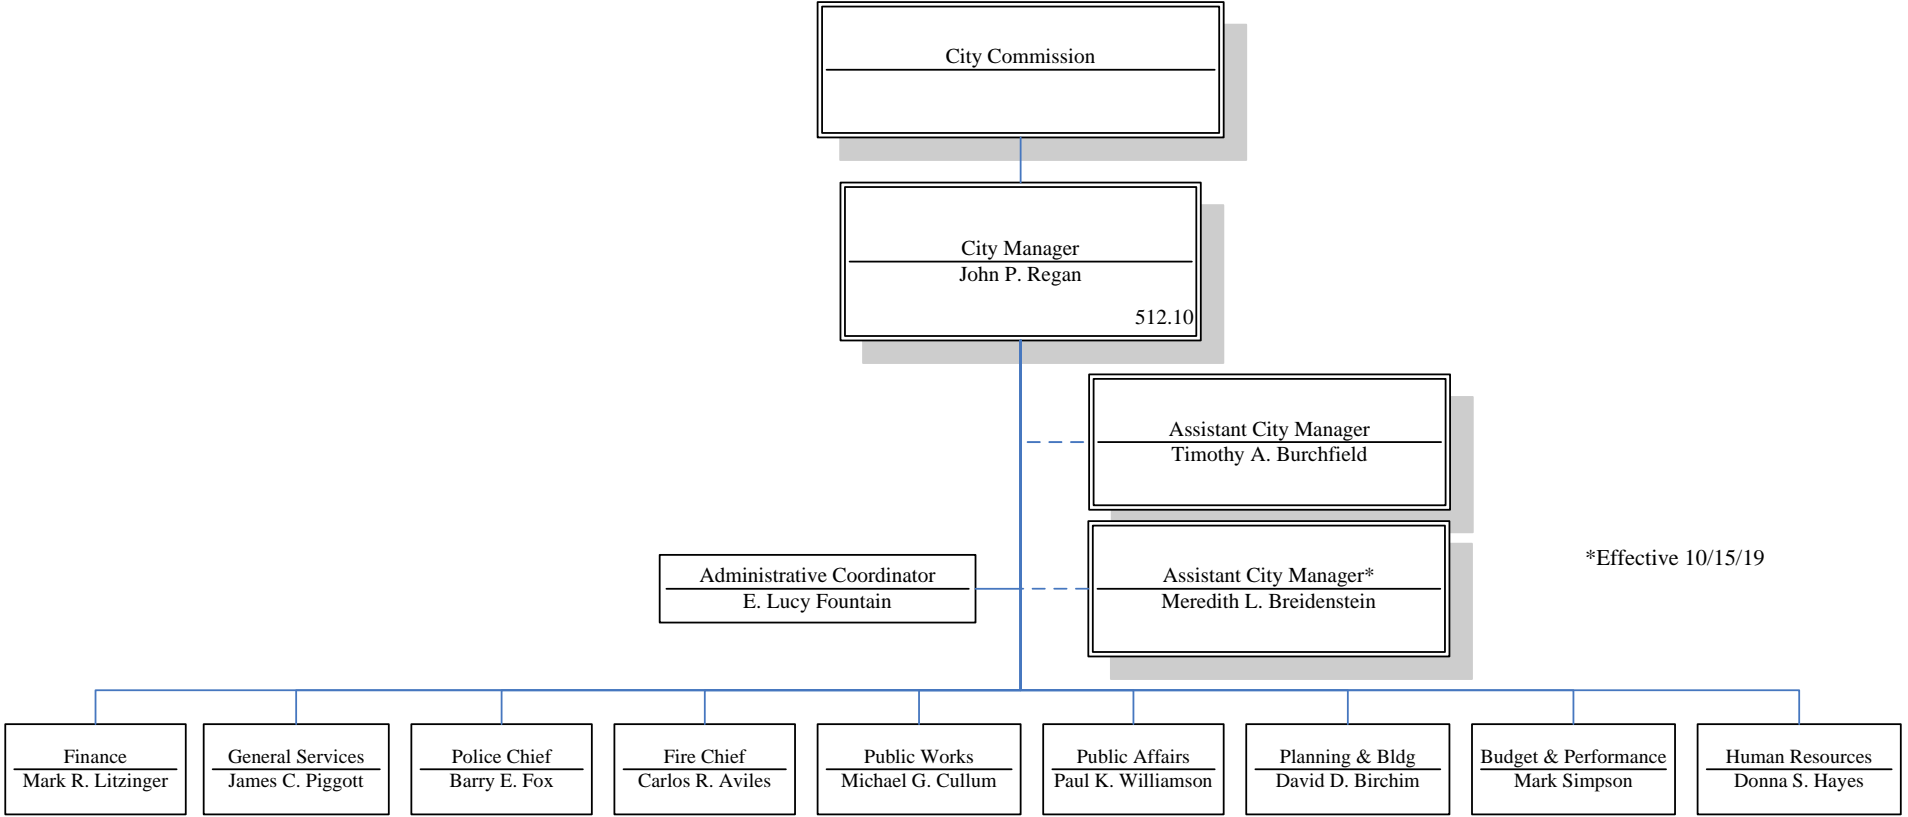 City Commission
City Manager
John P. Regan
512.10
Assistant City Manager
Timothy A. Burchfield
Administrative Coordinator
E. Lucy Fountain
Assistant City Manager*
Meredith L. Breidenstein
*Effective 10/15/19
Finance
Mark R. Litzinger
General Services
James C. Piggott
Police Chief
Barry E. Fox
Fire Chief
Carlos R. Aviles
Public Works
Michael G. Cullum
Public Affairs
Paul K. Williamson
Planning & Bldg
David D. Birchim
Budget & Performance
Mark Simpson
Human Resources
Donna S. Hayes